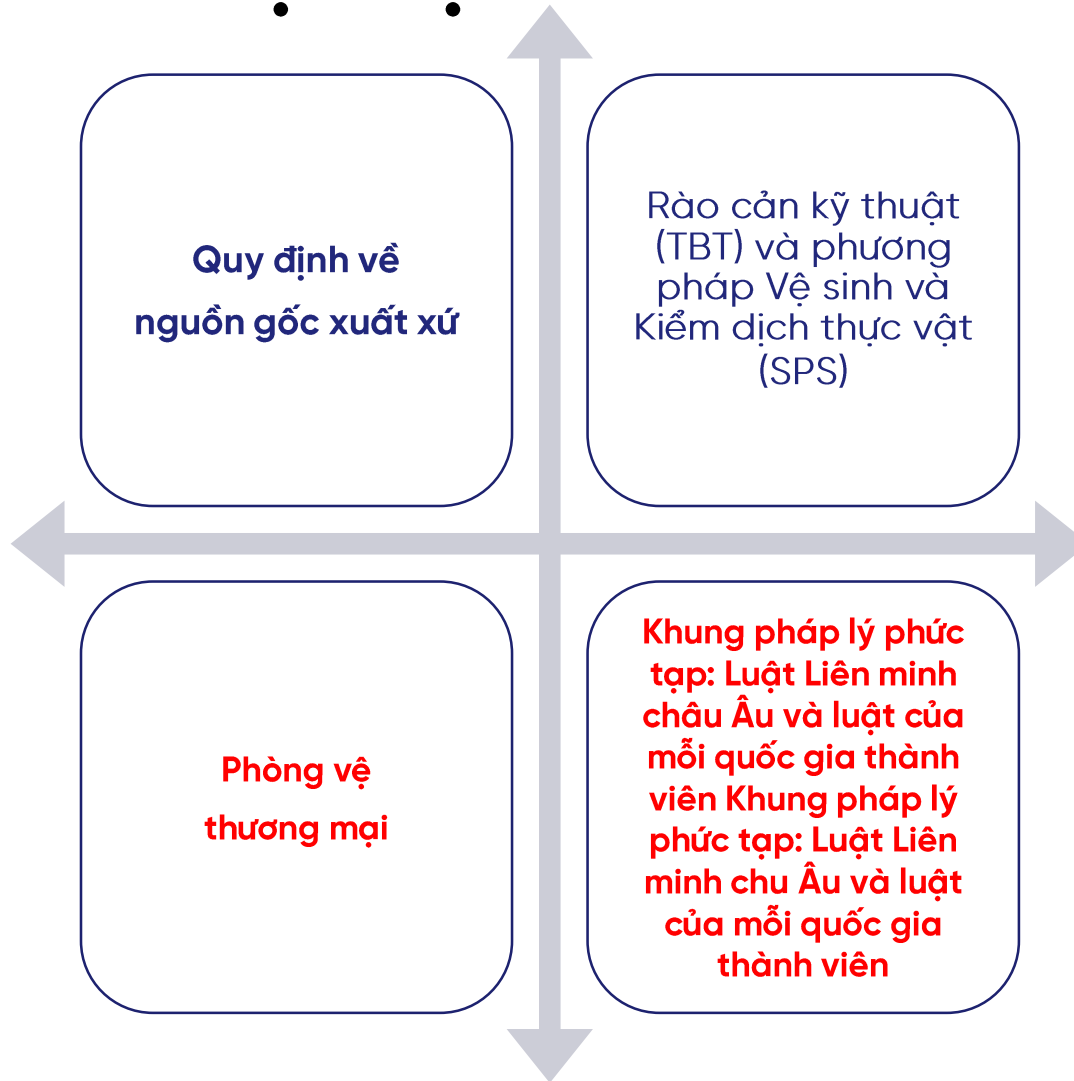 Quy định về
nguồn gốc xuất xứ
Rào cản kỹ thuật
(TBT) và phương
pháp Vệ sinh và
Kiểm dịch thực vật
(SPS)
Phòng vệ
thương mại
Khung pháp lý phức
tạp: Luật Liên minh
châu Âu và luật của
mỗi quốc gia thành
viên Khung pháp lý
phức tạp: Luật Liên
minh chu Âu và luật
của mỗi quốc gia
thành viên